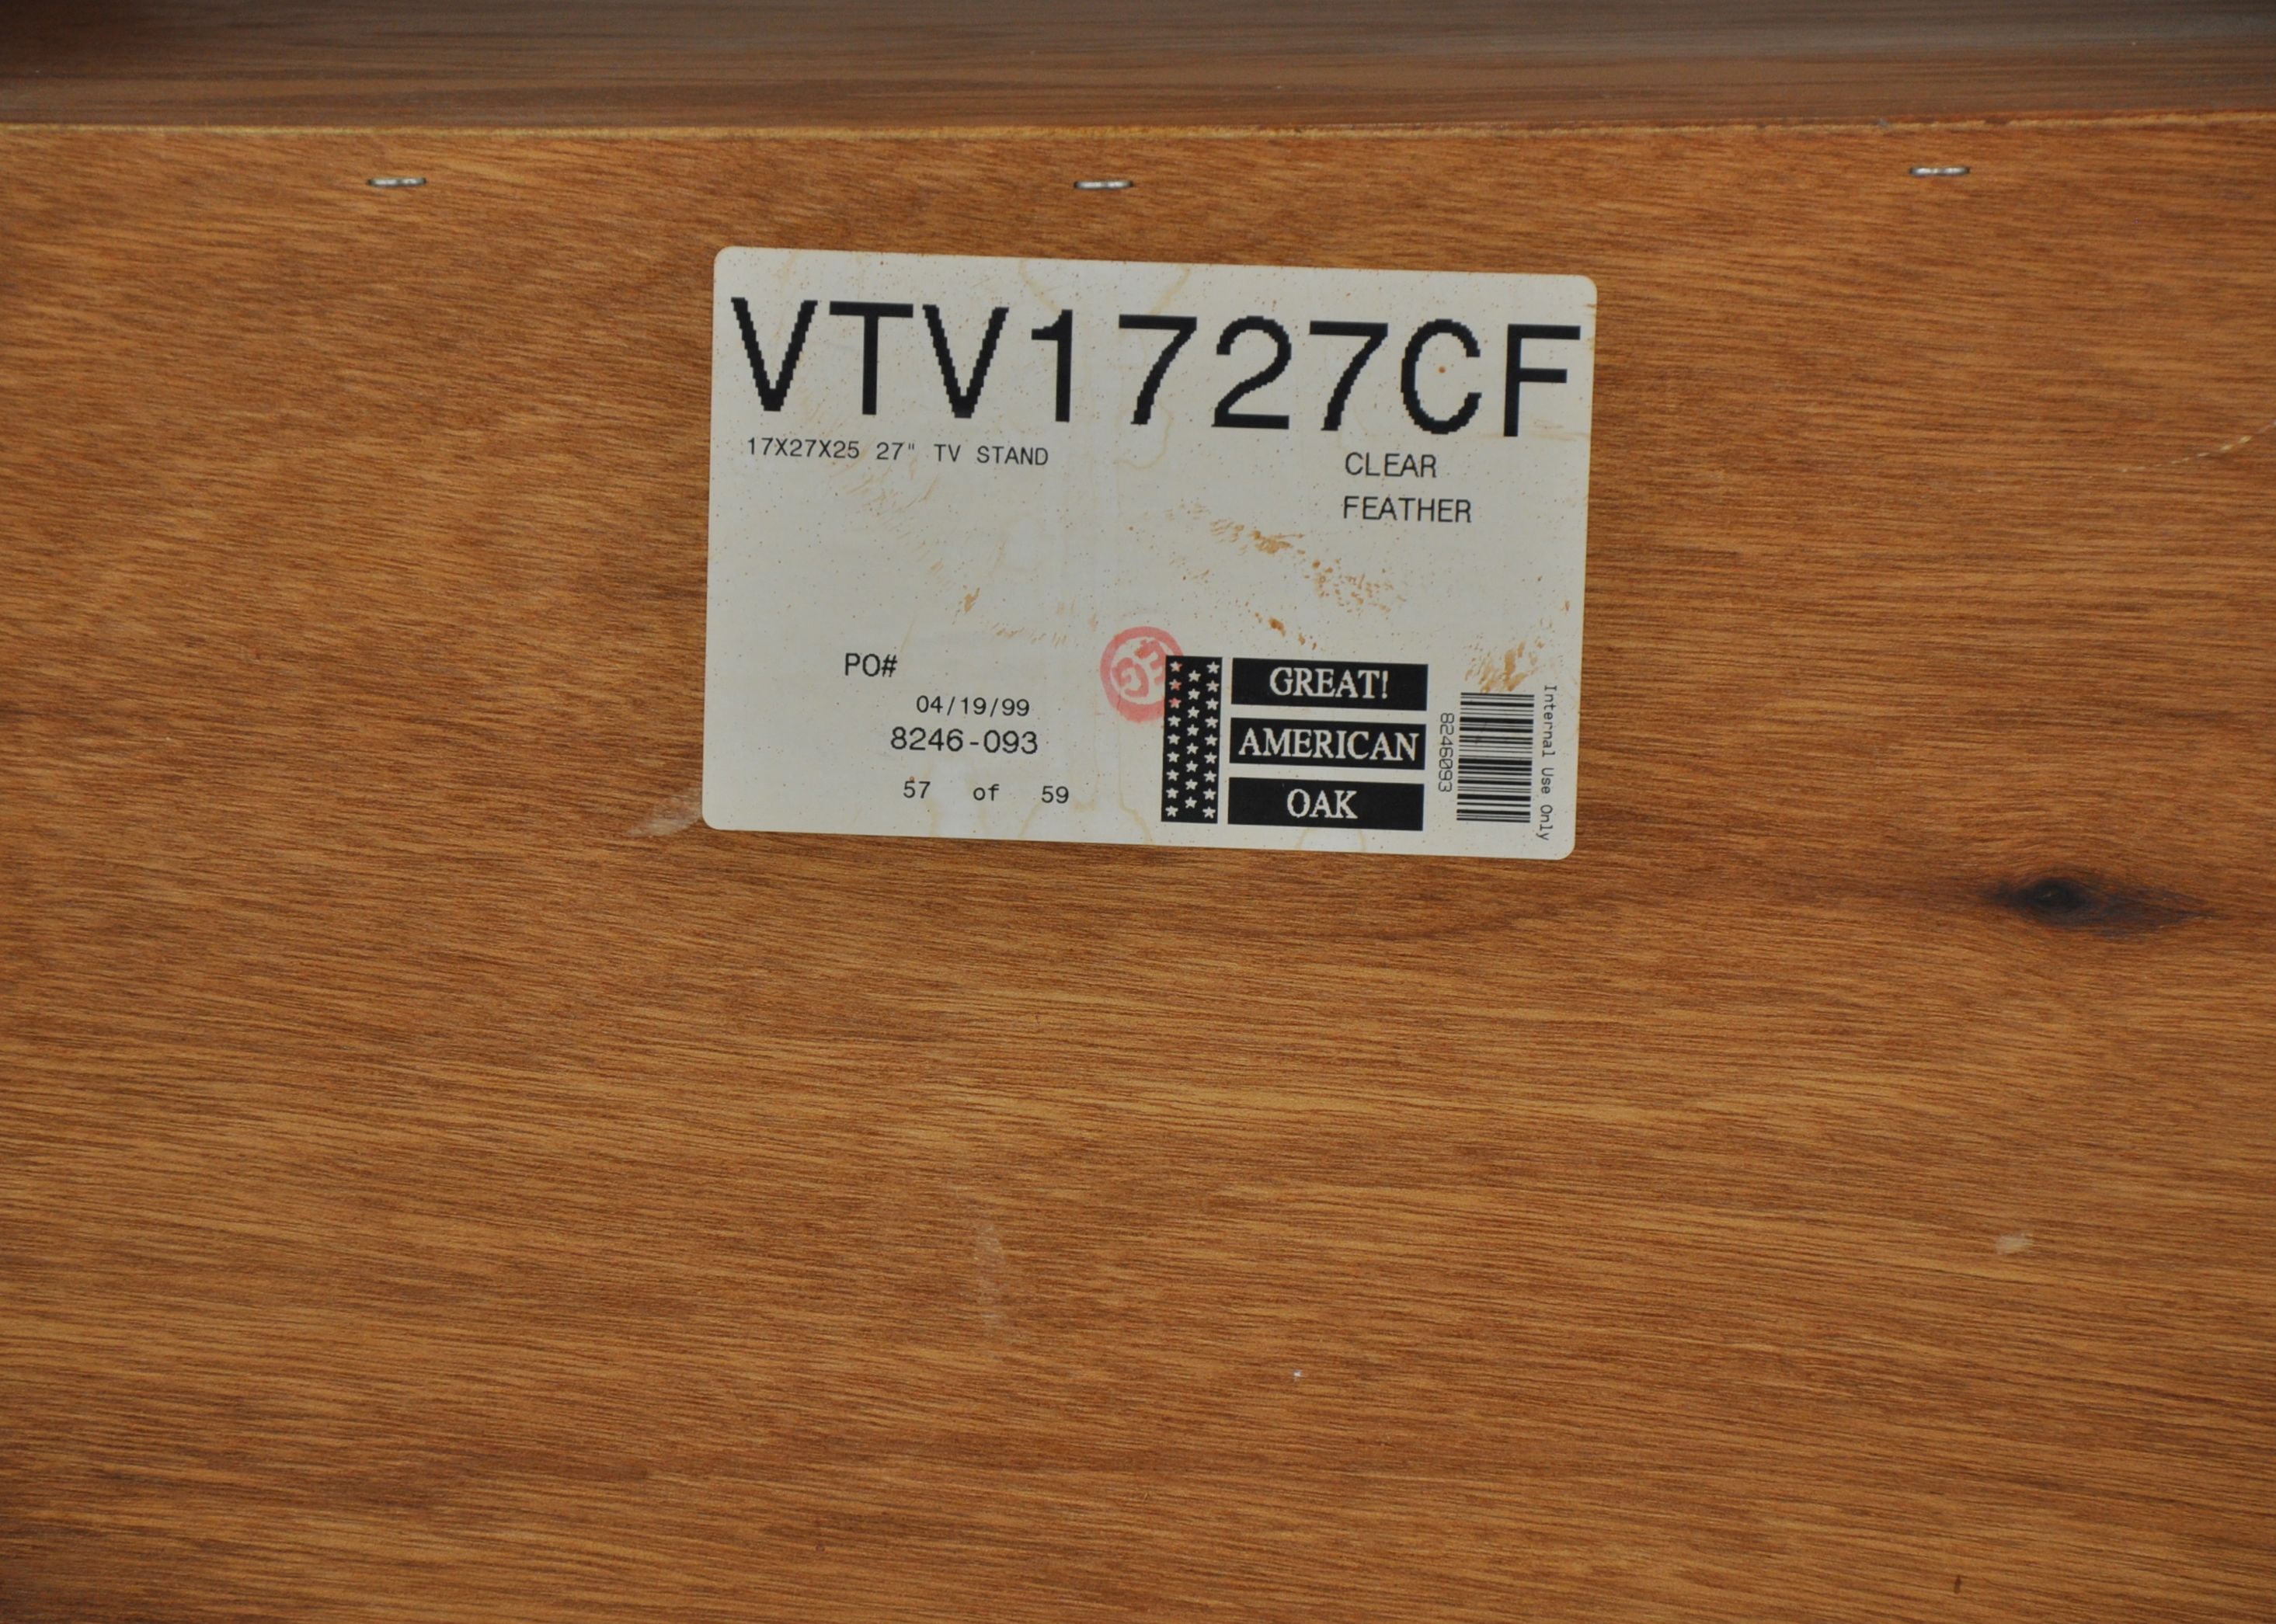 VTV1727CF
17X27X25 27" TV STAND
CLEAR
FEATHER
PO#
04/19/99
8246-093
57 of 59
GREAT!
AMERICAN
OAK
8246093
Internal Use Only